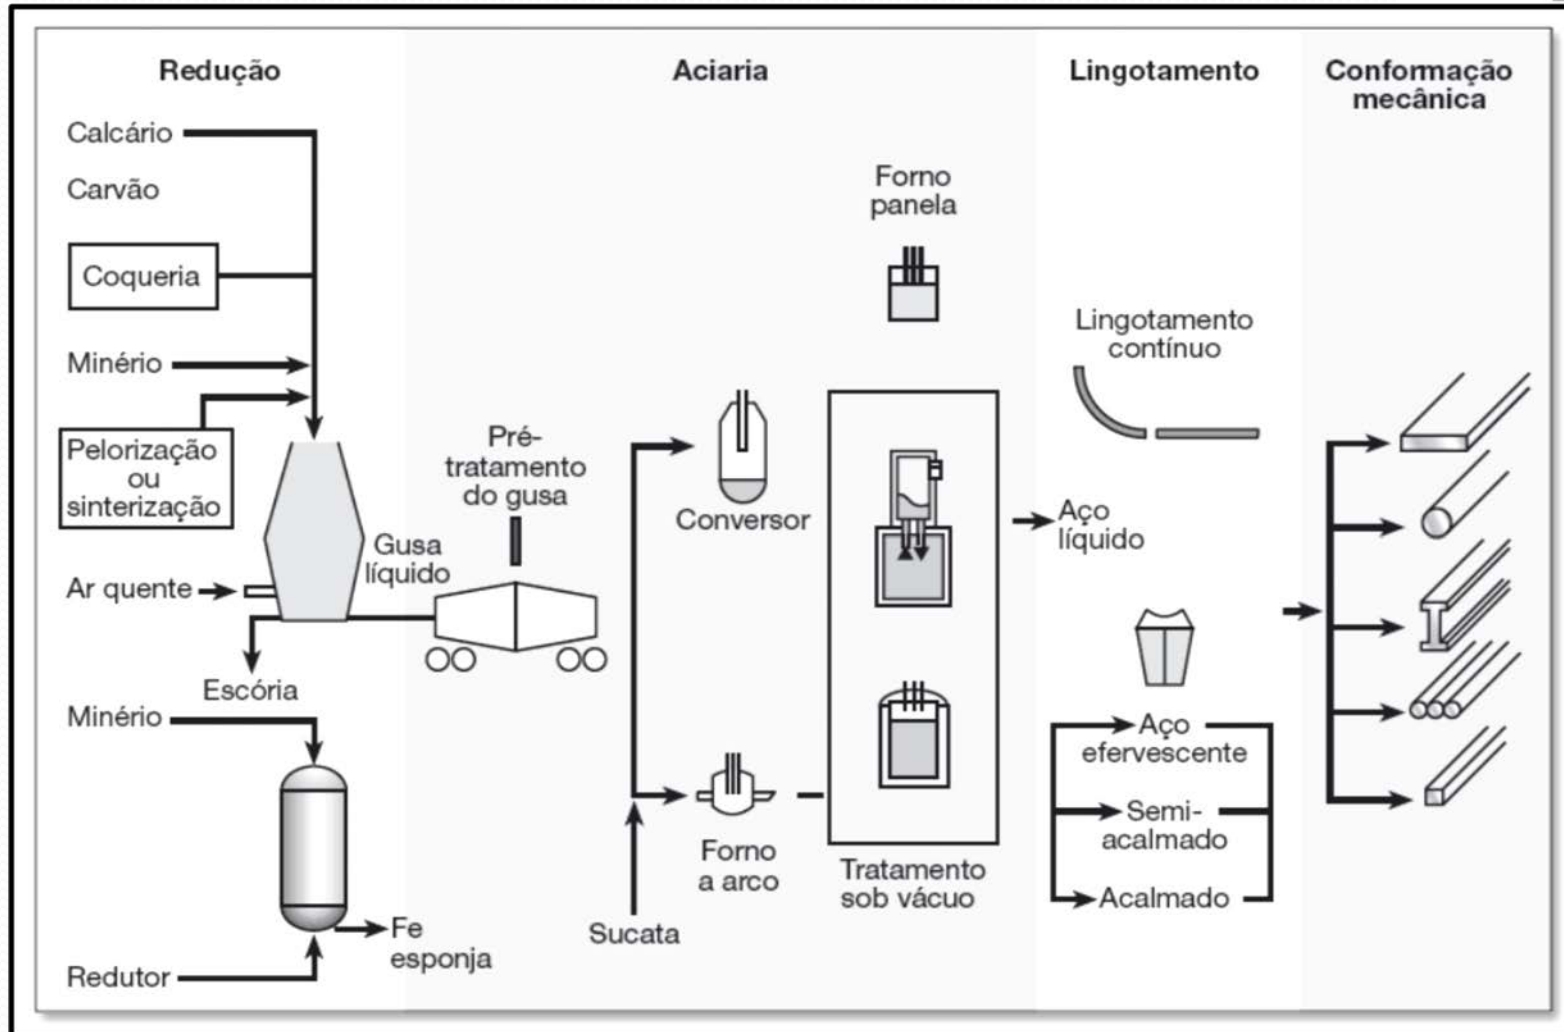 Redução
Calcário
Carvão
Coqueria
Minério
Pelorização
ou
sinterização
Ar quente
Gusa
líquido
Escória
Minério
Fe
esponja
Redutor
Aciaria
Pré-
tratamento
do gusa
Forno
panela
Conversor
Forno
a arco
Sucata
Tratamento
sob vácuo
Lingotamento
Lingotamento
contínuo
Aço
líquido
Aço
efervescente
Semi-
acalmado
Acalmado
Conformação
mecânica